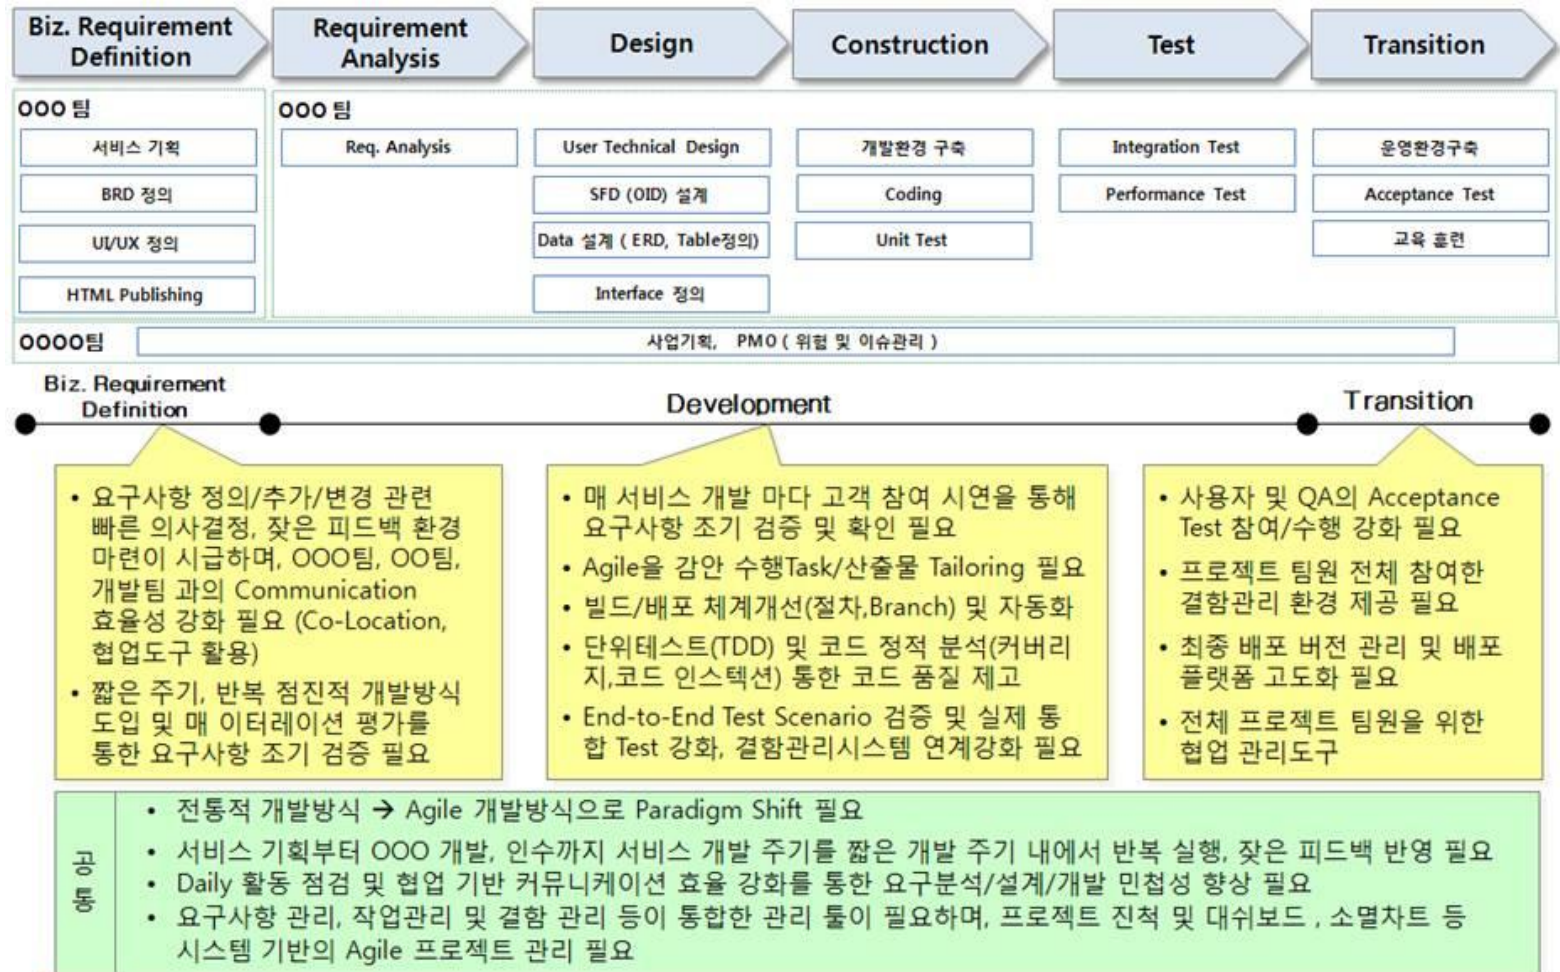 Biz. Requirement
Definition
Requirement
Analysis
Design
Construction
Test
Transition
OOO 팀
서비스 기획
BRD 정의
UI/UX 정의
HTML Publishing
OOO 팀
Req. Analysis
User Technical Design
SFD (OID) 설계
Data 설계 ( ERD, Table정의)
Interface 정의
개발환경 구축
Coding
Unit Test
Integration Test
Performance Test
운영환경구축
Acceptance Test
교육 훈련
OOOO팀
사업기획, PMO ( 위험 및 이슈관리 )
Biz. Requirement
Definition
Development
Transition
• 요구사항 정의/추가/변경 관련
빠른 의사결정, 잦은 피드백 환경
마련이 시급하며, OOO팀, OO팀,
개발팀 과의 Communication
효율성 강화 필요 (Co-Location,
협업도구 활용)
• 짧은 주기, 반복 점진적 개발방식
도입 및 매 이터레이션 평가를
통한 요구사항 조기 검증 필요
• 매 서비스 개발 마다 고객 참여 시연을 통해
요구사항 조기 검증 및 확인 필요
• Agile을 감안 수행Task/산출물 Tailoring 필요
• 빌드/배포 체계개선(절차,Branch) 및 자동화
• 단위테스트(TDD) 및 코드 정적 분석(커버리
지,코드 인스텍션) 통한 코드 품질 제고
• End-to-End Test Scenario 검증 및 실제 통
합 Test 강화, 결함관리시스템 연계강화 필요
• 사용자 및 QA의 Acceptance
Test 참여/수행 강화 필요
• 프로젝트 팀원 전체 참여한
결함관리 환경 제공 필요
• 최종 배포 버전 관리 및 배포
플랫폼 고도화 필요
• 전체 프로젝트 팀원을 위한
협업 관리도구
공
통
• 전통적 개발방식 → Agile 개발방식으로 Paradigm Shift 필요
• 서비스 기획부터 OOO 개발, 인수까지 서비스 개발 주기를 짧은 개발 주기 내에서 반복 실행, 잦은 피드백 반영 필요
• Daily 활동 점검 및 협업 기반 커뮤니케이션 효율 강화를 통한 요구분석/설계/개발 민첩성 향상 필요
• 요구사항 관리, 작업관리 및 결함 관리 등이 통합한 관리 툴이 필요하며, 프로젝트 진척 및 대쉬보드 , 소멸차트 등
시스템 기반의 Agile 프로젝트 관리 필요